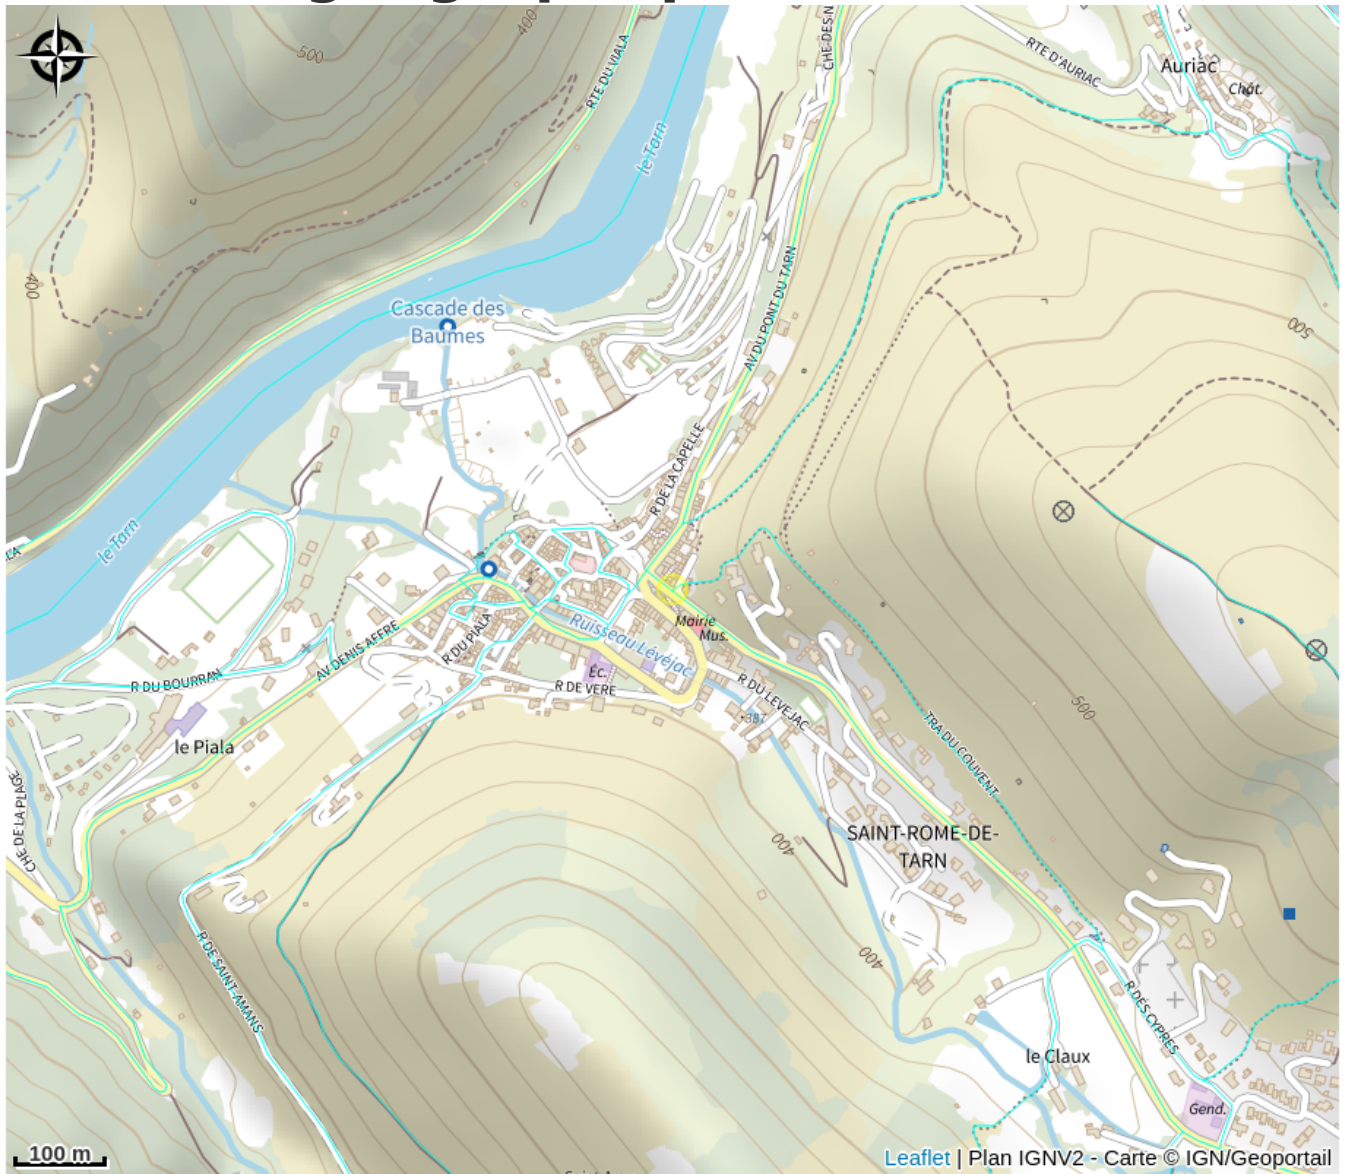 500
400
RTE DU VIALA
CHE DES N
RTE D'AURIAC
Auriac
Chât.
le Tarn
400
Cascade des
Baumes
AV DU PONT DU TARN
500
R DE LA CAPELLE
le Tarn
LA
Ruisseau Lévéjac
Mairie
Mus.
AV DENIS AFFRE
R DU PIALA
Éc.
R DE VERE
R DU BOURRAN
R DU LEVEJAC
387
500
TRA DU COUVENT
le Piala
CHE DE LA PLAGE
400
SAINT-ROME-DE-
TARN
400
R DE SAINT-AMANS
R DES CYPRES
le Claux
Gend.
100 m
Leaflet | Plan IGNV2 - Carte © IGN/Geoportail